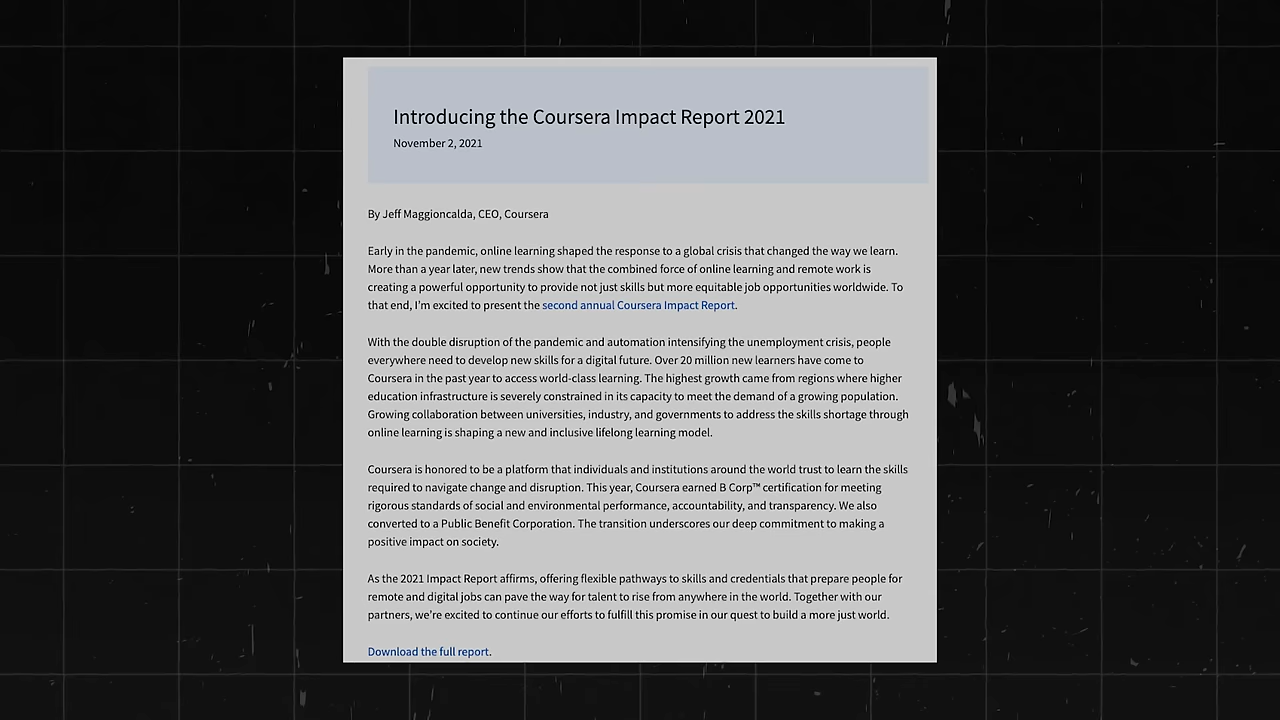 Introducing the Coursera Impact Report 2021
November 2, 2021
By Jeff Maggioncalda, CEO, Coursera
Early in the pandemic, online learning shaped the response to a global crisis that changed the way we learn.
More than a year later, new trends show that the combined force of online learning and remote work is
creating a powerful opportunity to provide not just skills but more equitable job opportunities worldwide. To
that end, I'm excited to present the second annual Coursera Impact Report.
With the double disruption of the pandemic and automation intensifying the unemployment crisis, people
everywhere need to develop new skills for a digital future. Over 20 million new learners have come to
Coursera in the past year to access world-class learning. The highest growth came from regions where higher
education infrastructure is severely constrained in its capacity to meet the demand of a growing population.
Growing collaboration between universities, industry, and governments to address the skills shortage through
online learning is shaping a new and inclusive lifelong learning model.
Coursera is honored to be a platform that individuals and institutions around the world trust to learn the skills
required to navigate change and disruption. This year, Coursera earned B Corp™ certification for meeting
rigorous standards of social and environmental performance, accountability, and transparency. We also
converted to a Public Benefit Corporation. The transition underscores our deep commitment to making a
positive impact on society.
As the 2021 Impact Report affirms, offering flexible pathways to skills and credentials that prepare people for
remote and digital jobs can pave the way for talent to rise from anywhere in the world. Together with our
partners, we're excited to continue our efforts to fulfill this promise in our quest to build a more just world.
Download the full report.